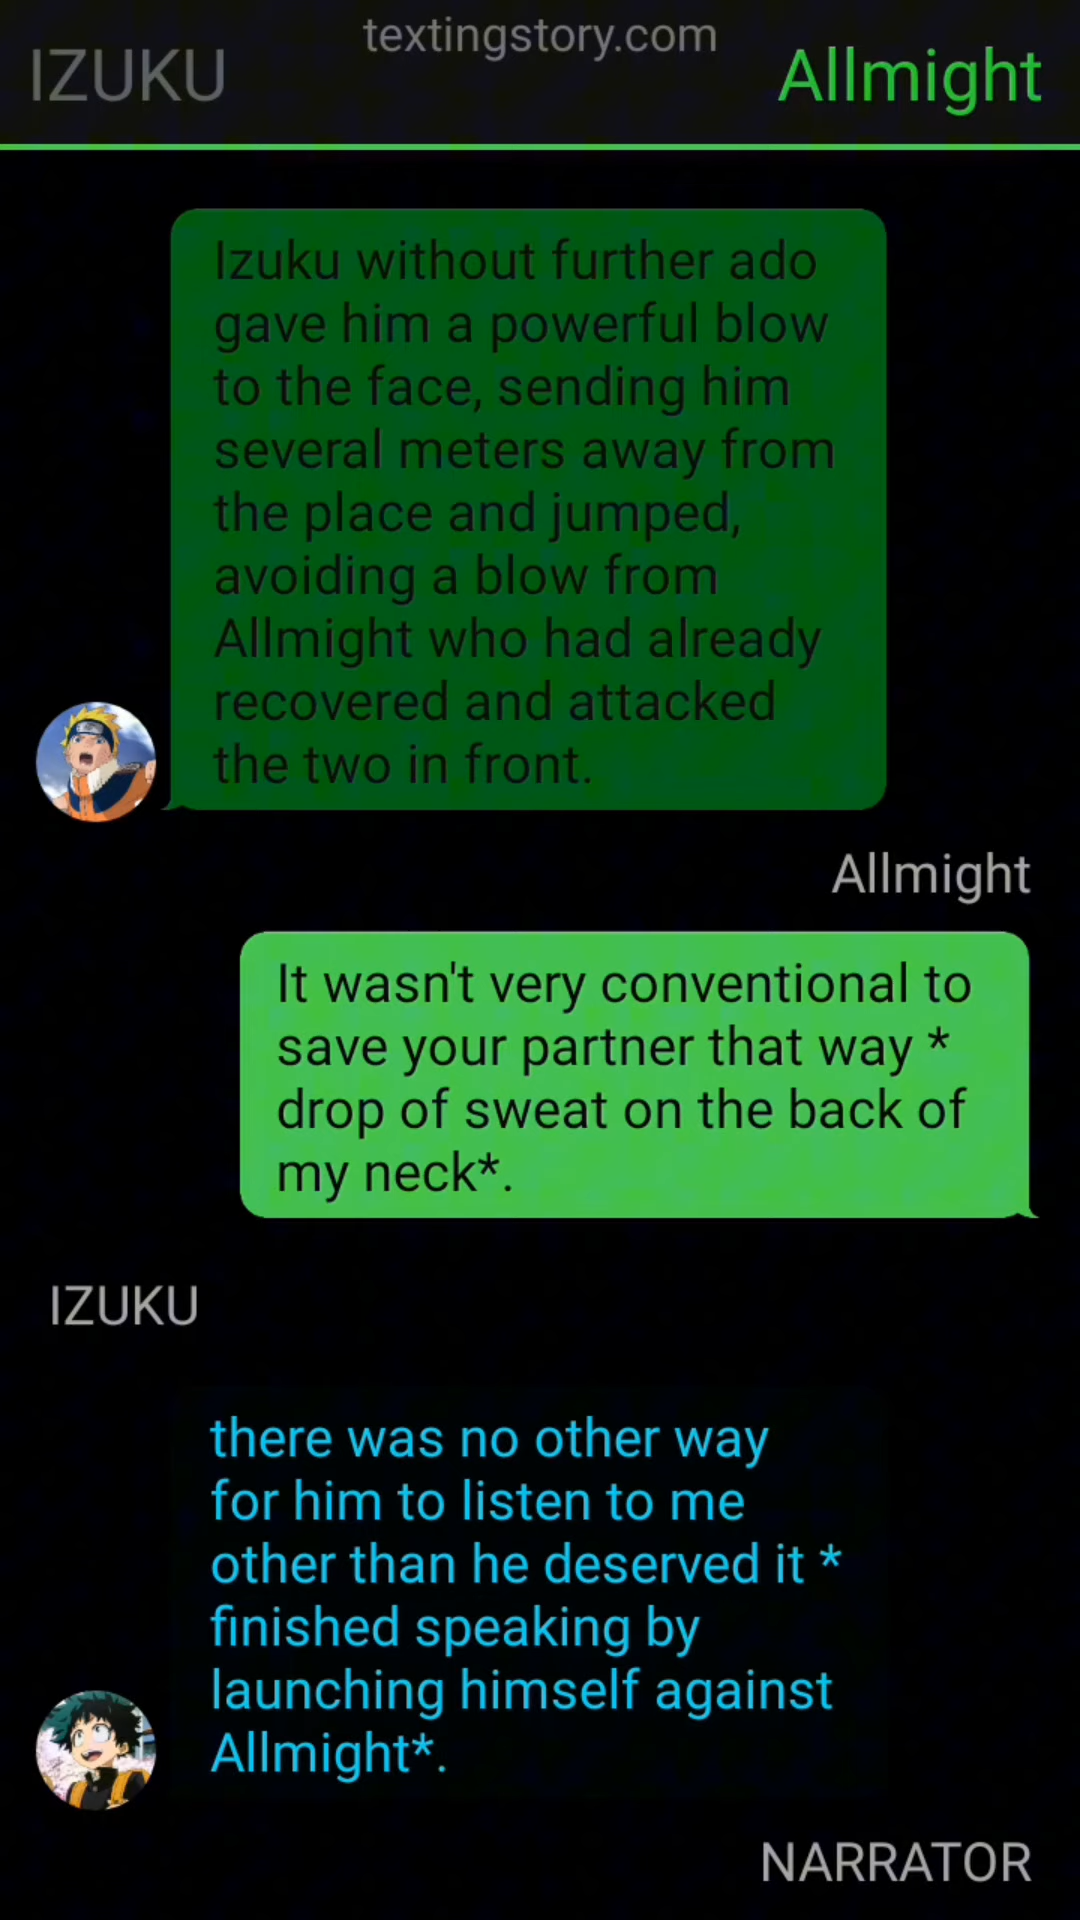 textingstory.com
IZUKU
Allmight
Izuku without further ado
gave him a powerful blow
to the face, sending him
several meters away from
the place and jumped,
avoiding a blow from
Allmight who had already
recovered and attacked
the two in front.
Allmight
It wasn't very conventional to
save your partner that way *
drop of sweat on the back of
my neck*.
IZUKU
there was no other way
for him to listen to me
other than he deserved it *
finished speaking by
launching himself against
Allmight*.
NARRATOR